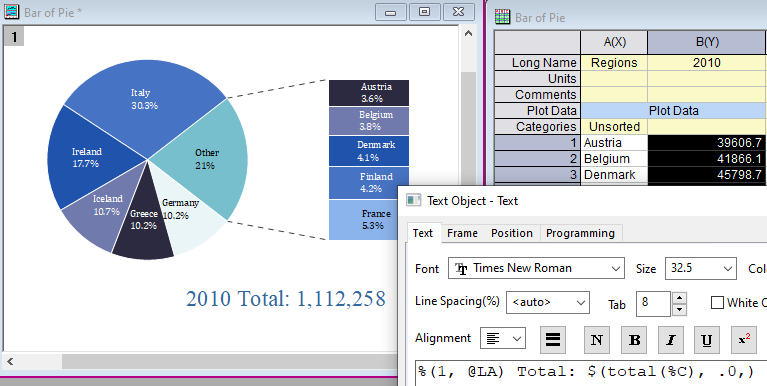 Bar of Pie *
1
Italy
30.3%
Ireland
17.7%
Iceland
10.7%
Greece
10.2%
Germany
10.2%
Other
21%
Austria
3.6%
Belgium
3.8%
Denmark
4.1%
Finland
4.2%
France
5.3%
2010 Total: 1,112,258
Bar of Pie
A(X) B(Y)
Long Name Regions 2010
Units
Comments
Plot Data Plot Data
Categories Unsorted
1 Austria 39606.7
2 Belgium 41866.1
3 Denmark 45798.7
Text Object - Text
Text Frame Position Programming
Font Times New Roman Size 32.5 Col
Line Spacing(%) <auto> Tab 8 White O
Alignment N B I U x²
%(1, @LA) Total: $(total(%C), .0,)